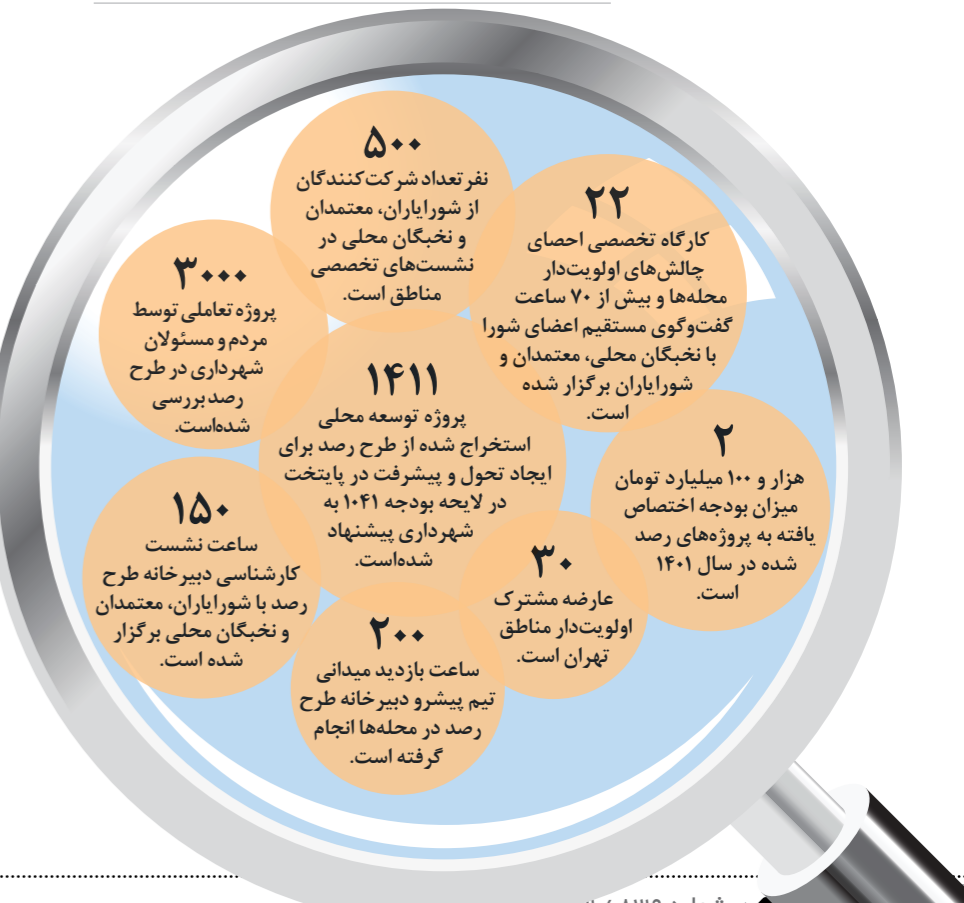 ۵۰۰
نفر تعداد شرکت‌کنندگان
از شورایاران، معتمدان
و نخبگان محلی در
نشست‌های تخصصی
مناطق است.
۲۲
کارگاه تخصصی احصای
چالش‌های اولویت‌دار
محله‌ها و بیش از ۷۰ ساعت
گفت‌وگوی مستقیم اعضای شورا
با نخبگان محلی، معتمدان و
شورایاران برگزار شده
است.
۳۰۰۰
پروژه تعاملی توسط
مردم و مسئولان
شهرداری در طرح
رصد بررسی
شده‌است.
۱۴۱۱
پروژه توسعه محلی
استخراج شده از طرح رصد برای
ایجاد تحول و پیشرفت در پایتخت
در لایحه بودجه ۱۰۴۱ به
شهرداری پیشنهاد
شده‌است.
۲
هزار و ۱۰۰ میلیارد تومان
میزان بودجه اختصاص
یافته به پروژه‌های رصد
شده در سال ۱۴۰۱
است.
۱۵۰
ساعت نشست
کارشناسی دبیرخانه طرح
رصد با شورایاران، معتمدان
و نخبگان محلی برگزار
شده است.
۳۰
عارضه مشترک
اولویت‌دار مناطق
تهران است.
۲۰۰
ساعت بازدید میدانی
تیم پیشرو دبیرخانه طرح
رصد در محله‌ها انجام
گرفته است.